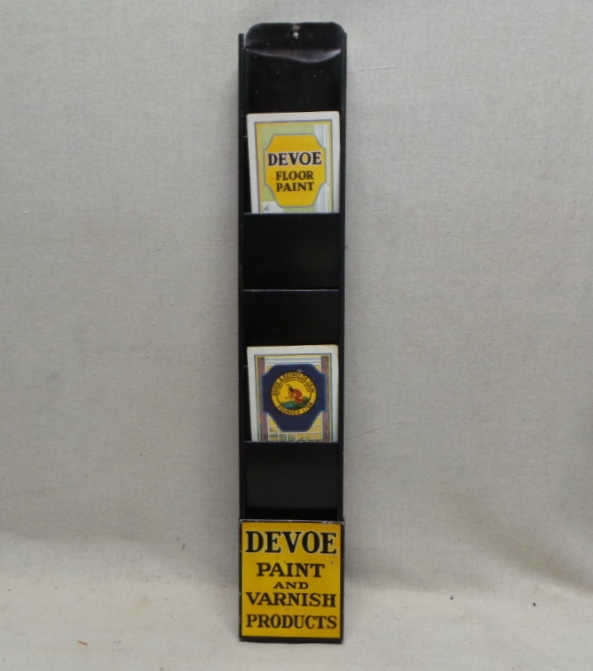 DEVOE
FLOOR
PAINT
DEVOE
PAINT
AND
VARNISH
PRODUCTS